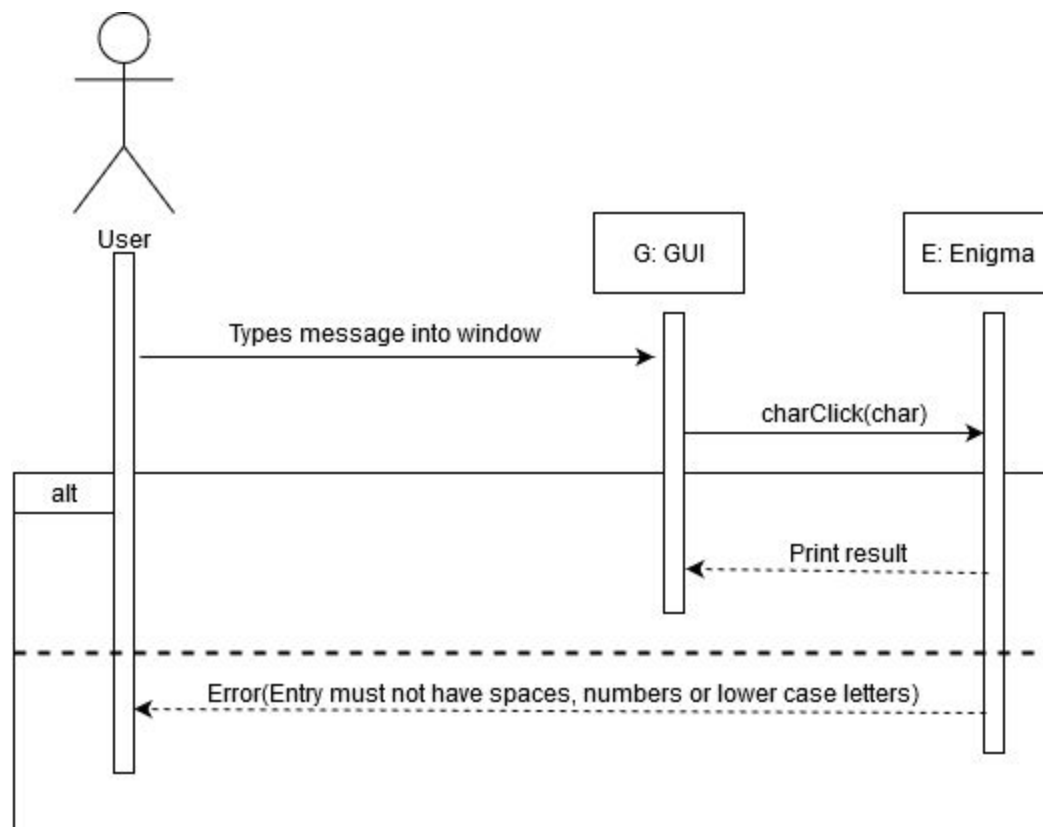 User
G: GUI
E: Enigma
Types message into window
charClick(char)
alt
Print result
Error(Entry must not have spaces, numbers or lower case letters)